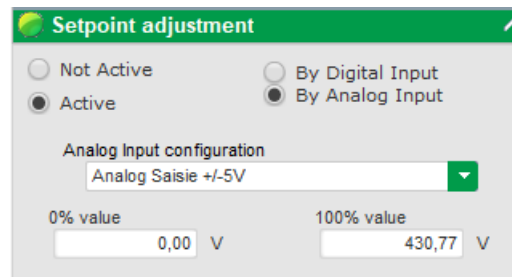 Setpoint adjustment
Not Active
By Digital Input
Active
By Analog Input
Analog Input configuration
Analog Saisie +/-5V
0% value
100% value
0,00 V
430,77 V